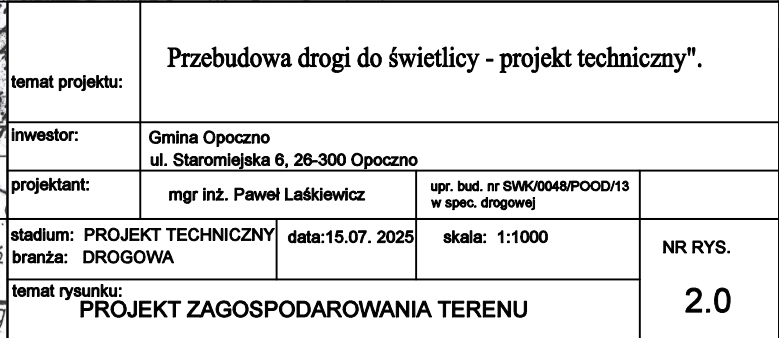 temat projektu:
Przebudowa drogi do świetlicy - projekt techniczny".
inwestor:
Gmina Opoczno
ul. Staromiejska 6, 26-300 Opoczno
projektant:
mgr inż. Paweł Laśkiewicz
upr. bud. nr SWK/0048/POOD/13
w spec. drogowej
stadium: PROJEKT TECHNICZNY
branża: DROGOWA
data:15.07. 2025
skala: 1:1000
NR RYS.
2.0
temat rysunku:
PROJEKT ZAGOSPODAROWANIA TERENU